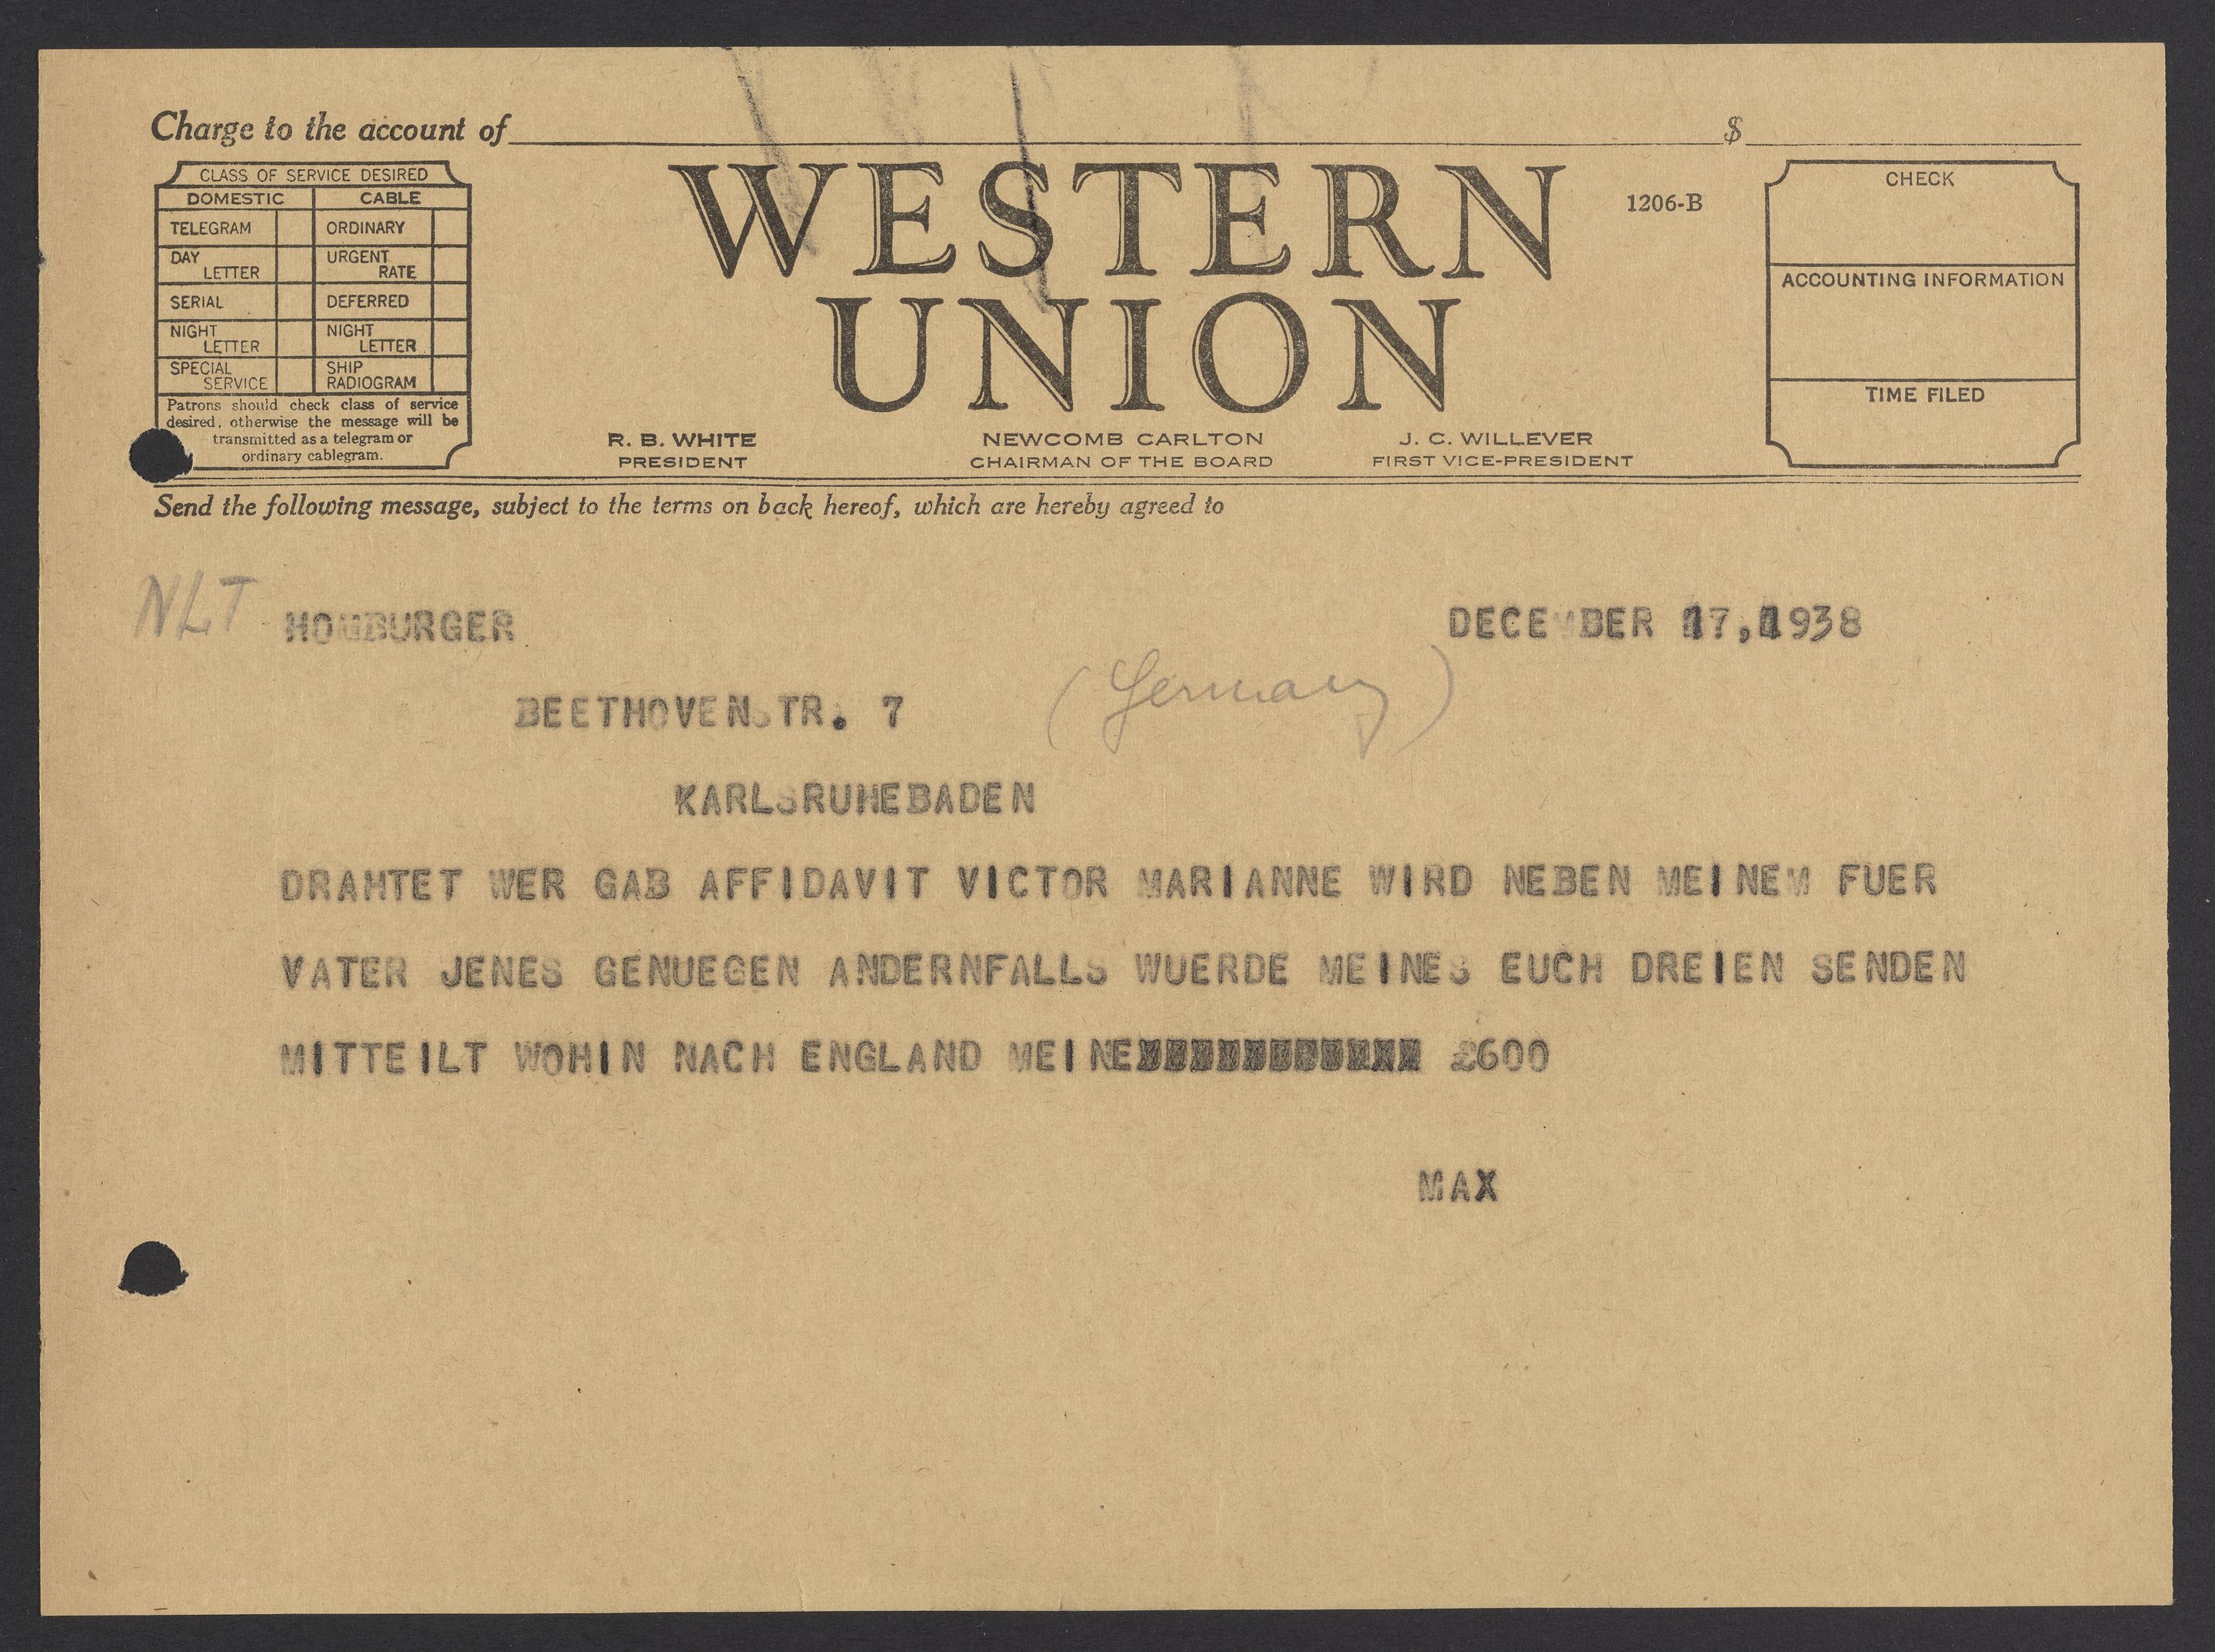 Charge to the account of $
CLASS OF SERVICE DESIRED
DOMESTIC CABLE
TELEGRAM ORDINARY
DAY LETTER URGENT RATE
SERIAL DEFERRED
NIGHT LETTER NIGHT LETTER
SPECIAL SERVICE SHIP RADIOGRAM
Patrons should check class of service
desired, otherwise the message will be
transmitted as a telegram or
ordinary cablegram.
WESTERN
UNION
1206-B
CHECK
ACCOUNTING INFORMATION
TIME FILED
R. B. WHITE
PRESIDENT
NEWCOMB CARLTON
CHAIRMAN OF THE BOARD
J. C. WILLEVER
FIRST VICE-PRESIDENT
Send the following message, subject to the terms on back hereof, which are hereby agreed to
NLT HOMBURGER DECEMBER 17,1938
BEETHOVENSTR. 7 (Germany)
KARLSRUHEBADEN
DRAHTET WER GAB AFFIDAVIT VICTOR MARIANNE WIRD NEBEN MEINEM FUER
VATER JENES GENUEGEN ANDERNFALLS WUERDE MEINES EUCH DREIEN SENDEN
MITTEILT WOHIN NACH ENGLAND MEINE £600
MAX